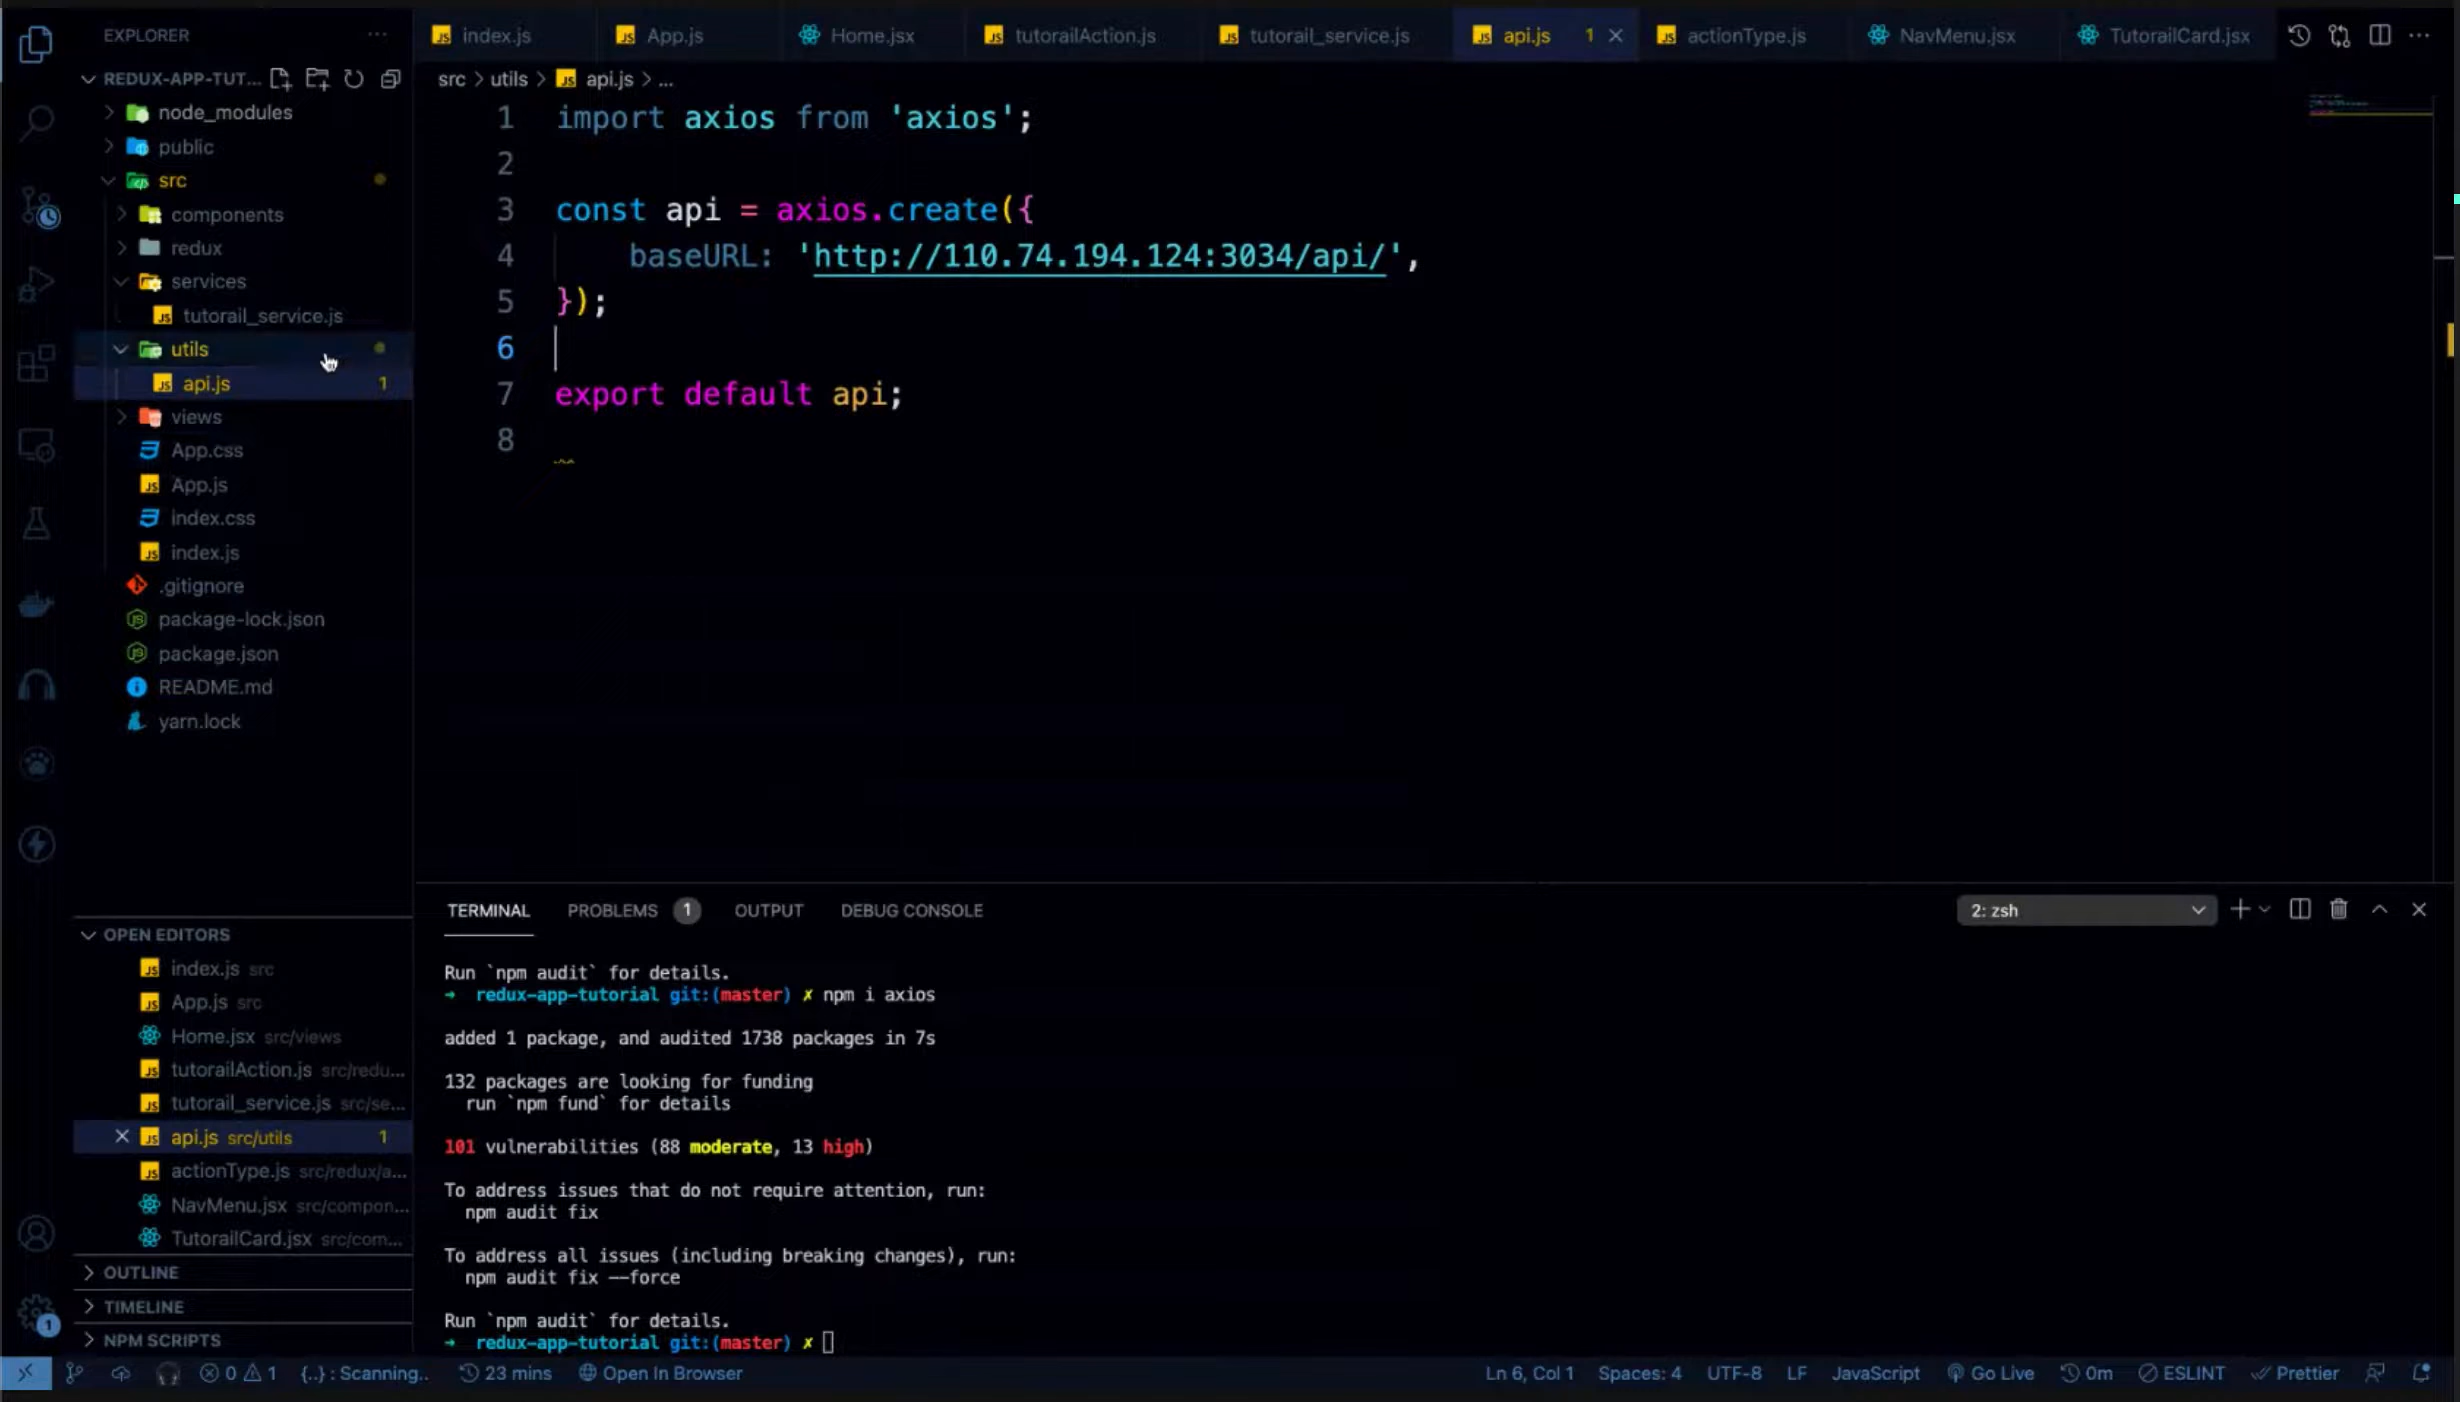 EXPLORER
index.js
App.js
Home.jsx
tutorailAction.js
tutorail_service.js
api.js 1
actionType.js
NavMenu.jsx
TutorailCard.jsx
REDUX-APP-TUT...
node_modules
public
src
components
redux
services
tutorail_service.js
utils
api.js 1
views
App.css
App.js
index.css
index.js
.gitignore
package-lock.json
package.json
README.md
yarn.lock
src > utils > JS api.js > ...
1 import axios from 'axios';
2
3 const api = axios.create({
4 baseURL: 'http://110.74.194.124:3034/api/',
5 });
6
7 export default api;
8
OPEN EDITORS
index.js src
App.js src
Home.jsx src/views
tutorailAction.js src/redu...
tutorail_service.js src/se...
api.js src/utils 1
actionType.js src/redux/a...
NavMenu.jsx src/compon...
TutorailCard.jsx src/com...
OUTLINE
TIMELINE
NPM SCRIPTS
TERMINAL PROBLEMS 1 OUTPUT DEBUG CONSOLE 2: zsh
Run `npm audit` for details.
→ redux-app-tutorial git:(master) ✗ npm i axios
added 1 package, and audited 1738 packages in 7s
132 packages are looking for funding
run `npm fund` for details
101 vulnerabilities (88 moderate, 13 high)
To address issues that do not require attention, run:
npm audit fix
To address all issues (including breaking changes), run:
npm audit fix --force
Run `npm audit` for details.
→ redux-app-tutorial git:(master) ✗
1
0 1 {..} : Scanning.. 23 mins Open In Browser Ln 6, Col 1 Spaces: 4 UTF-8 LF JavaScript Go Live 0m ESLINT Prettier